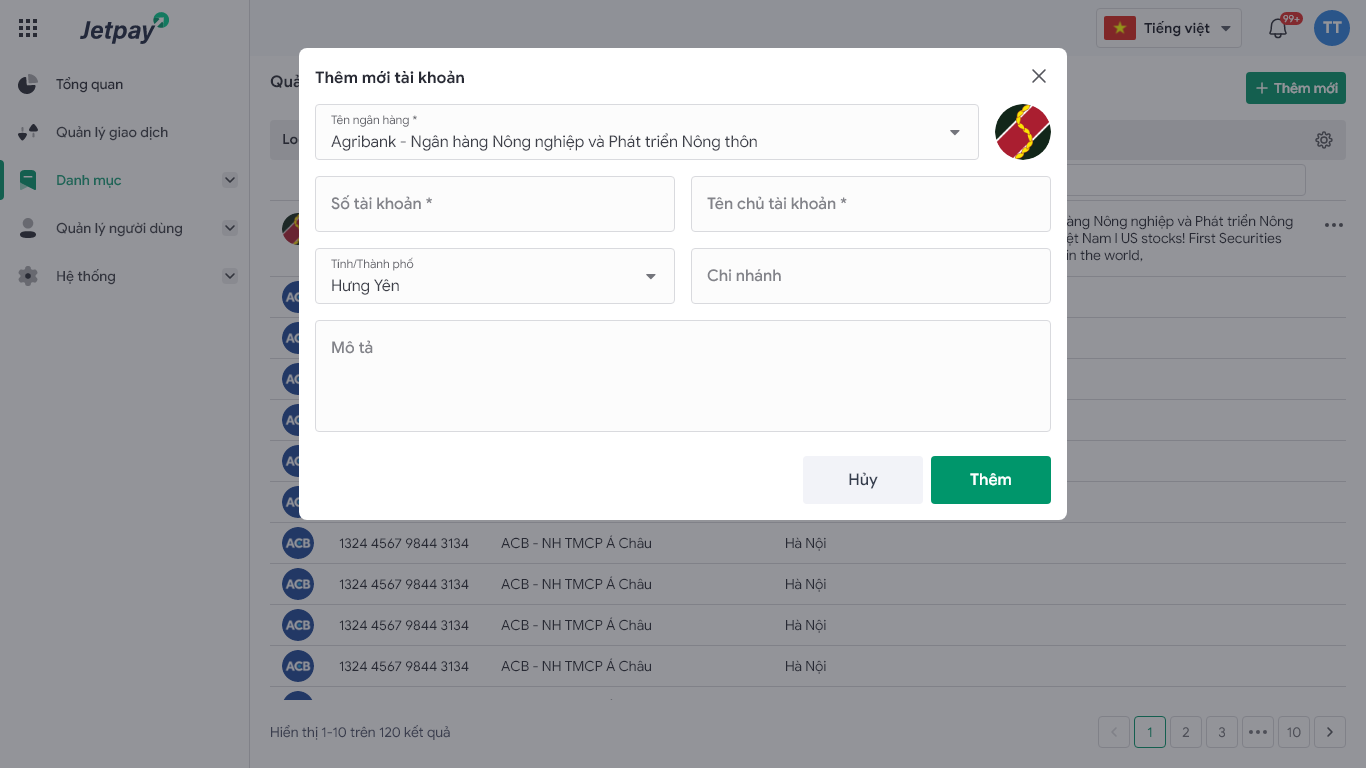 Jetpay
Tiếng việt
99+
TT
Tổng quan
Quản lý giao dịch
Danh mục
Quản lý người dùng
Hệ thống
Thêm mới
Thêm mới tài khoản
Tên ngân hàng *
Agribank - Ngân hàng Nông nghiệp và Phát triển Nông thôn
Số tài khoản *
Tên chủ tài khoản *
Tỉnh/Thành phố
Hưng Yên
Chi nhánh
Mô tả
Hủy
Thêm
Nông nghiệp và Phát triển Nông
Nam | US stocks! First Securities
in the world,
ACB 1324 4567 9844 3134 ACB - NH TMCP Á Châu Hà Nội
ACB 1324 4567 9844 3134 ACB - NH TMCP Á Châu Hà Nội
ACB 1324 4567 9844 3134 ACB - NH TMCP Á Châu Hà Nội
ACB 1324 4567 9844 3134 ACB - NH TMCP Á Châu Hà Nội
Hiển thị 1-10 trên 120 kết quả
1 2 3 ••• 10